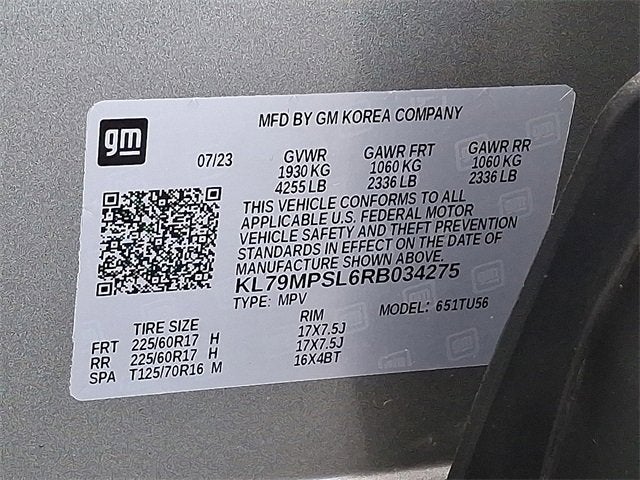 gm
MFD BY GM KOREA COMPANY
07/23 GVWR GAWR FRT GAWR RR
1930 KG 1060 KG 1060 KG
4255 LB 2336 LB 2336 LB
THIS VEHICLE CONFORMS TO ALL
APPLICABLE U.S. FEDERAL MOTOR
VEHICLE SAFETY AND THEFT PREVENTION
STANDARDS IN EFFECT ON THE DATE OF
MANUFACTURE SHOWN ABOVE.
KL79MPSL6RB034275
TYPE: MPV MODEL: 651TU56
TIRE SIZE RIM
FRT 225/60R17 H 17X7.5J
RR 225/60R17 H 17X7.5J
SPA T125/70R16 M 16X4BT